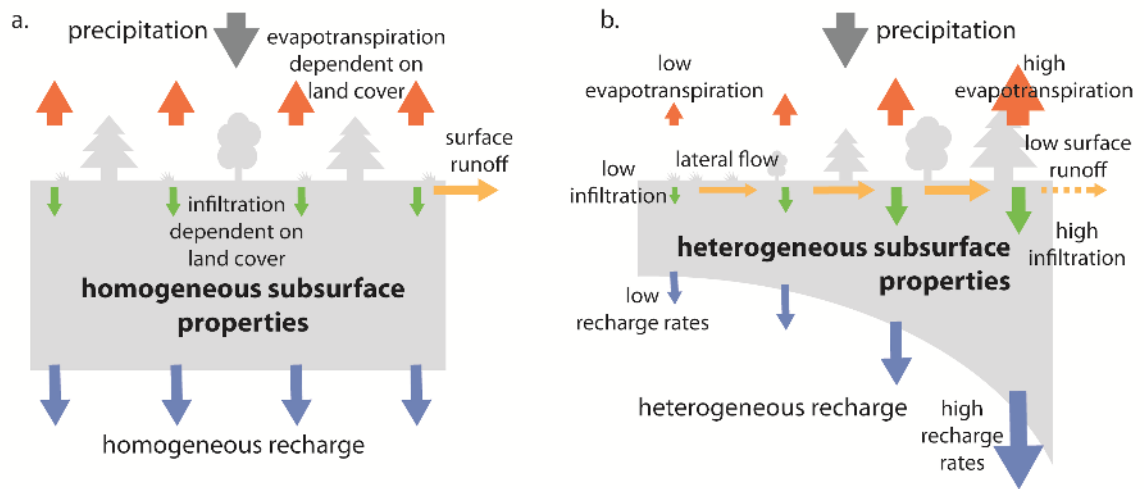 a.
precipitation
evapotranspiration
dependent on
land cover
surface
runoff
infiltration
dependent on
land cover
homogeneous subsurface
properties
homogeneous recharge
b.
precipitation
low
evapotranspiration
high
evapotranspiration
low
infiltration
lateral flow
low surface
runoff
high
infiltration
heterogeneous subsurface
properties
low
recharge rates
heterogeneous recharge
high
recharge
rates